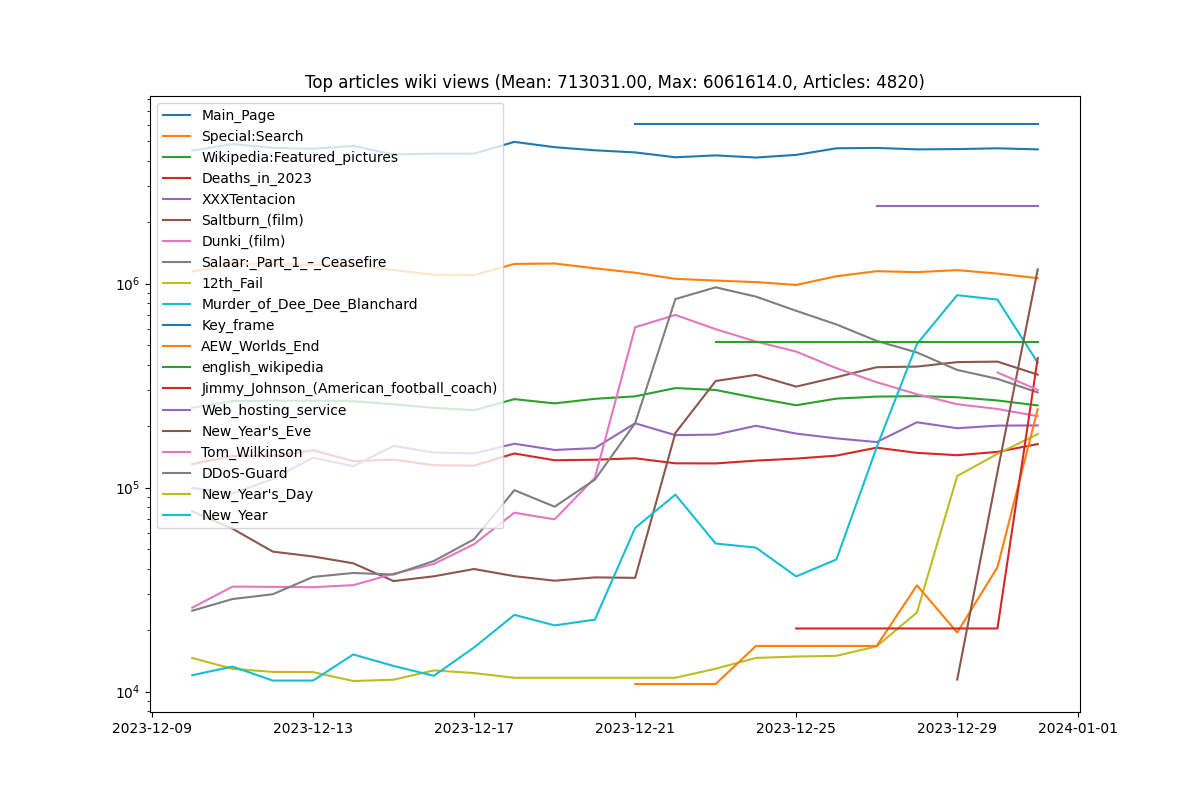 Top articles wiki views (Mean: 713031.00, Max: 6061614.0, Articles: 4820)
Main_Page
Special:Search
Wikipedia:Featured_pictures
Deaths_in_2023
XXXTentacion
Saltburn_(film)
Dunki_(film)
Salaar:_Part_1_–_Ceasefire
12th_Fail
Murder_of_Dee_Dee_Blanchard
Key_frame
AEW_Worlds_End
english_wikipedia
Jimmy_Johnson_(American_football_coach)
Web_hosting_service
New_Year's_Eve
Tom_Wilkinson
DDoS-Guard
New_Year's_Day
New_Year
10⁶
10⁵
10⁴
2023-12-09 2023-12-13 2023-12-17 2023-12-21 2023-12-25 2023-12-29 2024-01-01